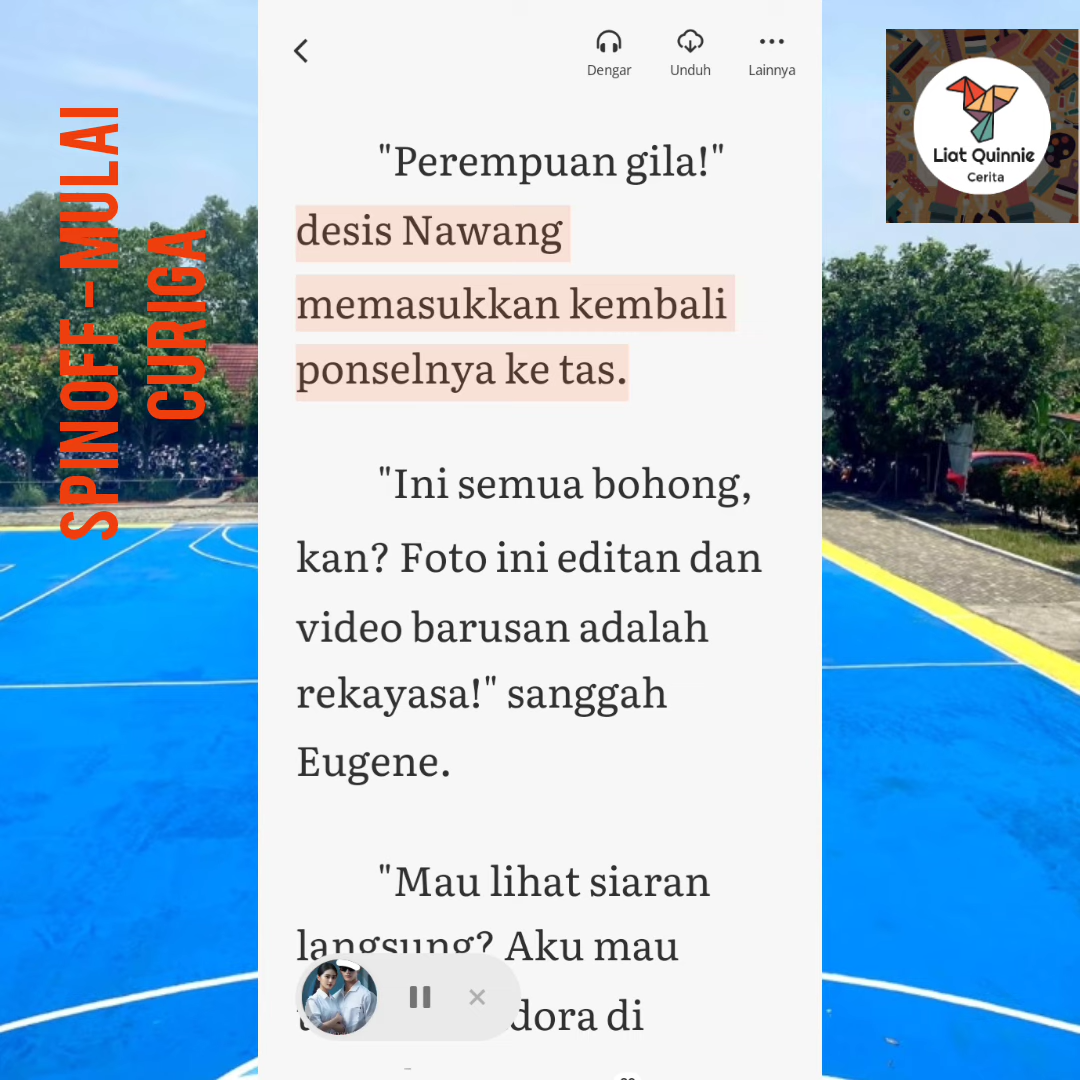 SPINOFF - MULAI
CURIGA
Dengar
Unduh
Lainnya
Liat Quinnie
Cerita
"Perempuan gila!"
desis Nawang
memasukkan kembali
ponselnya ke tas.
"Ini semua bohong,
kan? Foto ini editan dan
video barusan adalah
rekayasa!" sanggah
Eugene.
"Mau lihat siaran
langsung? Aku mau
dora di